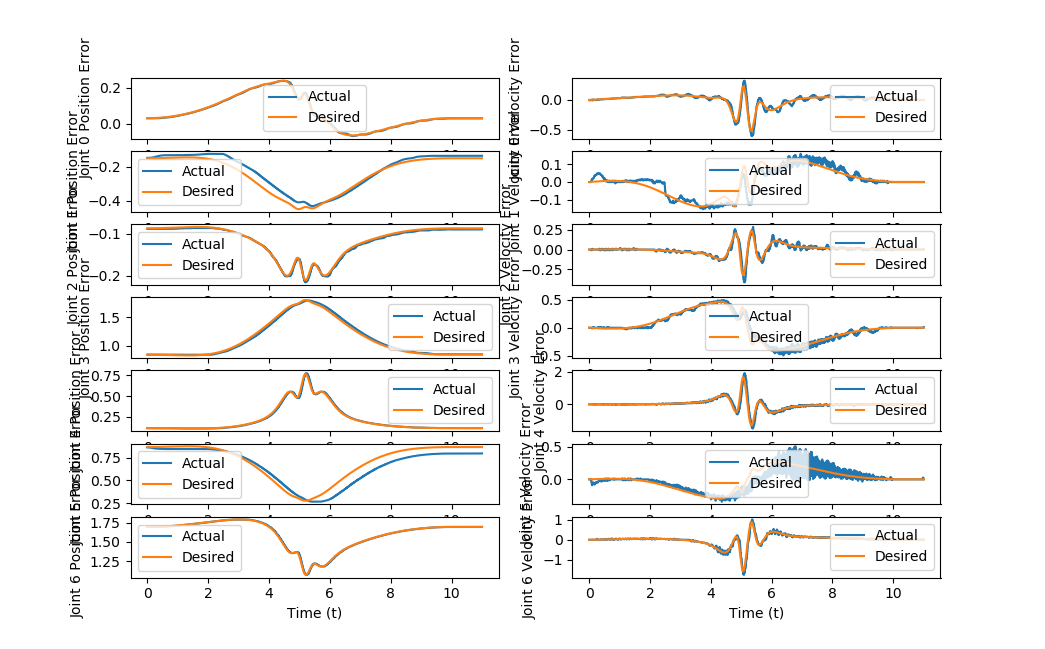 Joint 0 Position Error
0.2
0.0
Actual
Desired
Joint 0 Velocity Error
0.0
−0.5
Actual
Desired
Joint 1 Position Error
−0.2
−0.4
Actual
Desired
Joint 1 Velocity Error
0.1
0.0
−0.1
Actual
Desired
Joint 2 Position Error
−0.1
−0.2
Actual
Desired
Joint 2 Velocity Error
0.25
0.00
−0.25
Actual
Desired
Joint 3 Position Error
1.5
1.0
Actual
Desired
Joint 3 Velocity Error
0.5
0.0
Actual
Desired
Joint 4 Position Error
0.75
0.50
0.25
Actual
Desired
Joint 4 Velocity Error
2
0
Actual
Desired
Joint 5 Position Error
0.75
0.50
0.25
Actual
Desired
Joint 5 Velocity Error
0.5
0.0
Actual
Desired
Joint 6 Position Error
1.75
1.50
1.25
Actual
Desired
0 2 4 6 8 10
Time (t)
Joint 6 Velocity Error
1
0
−1
Actual
Desired
0 2 4 6 8 10
Time (t)